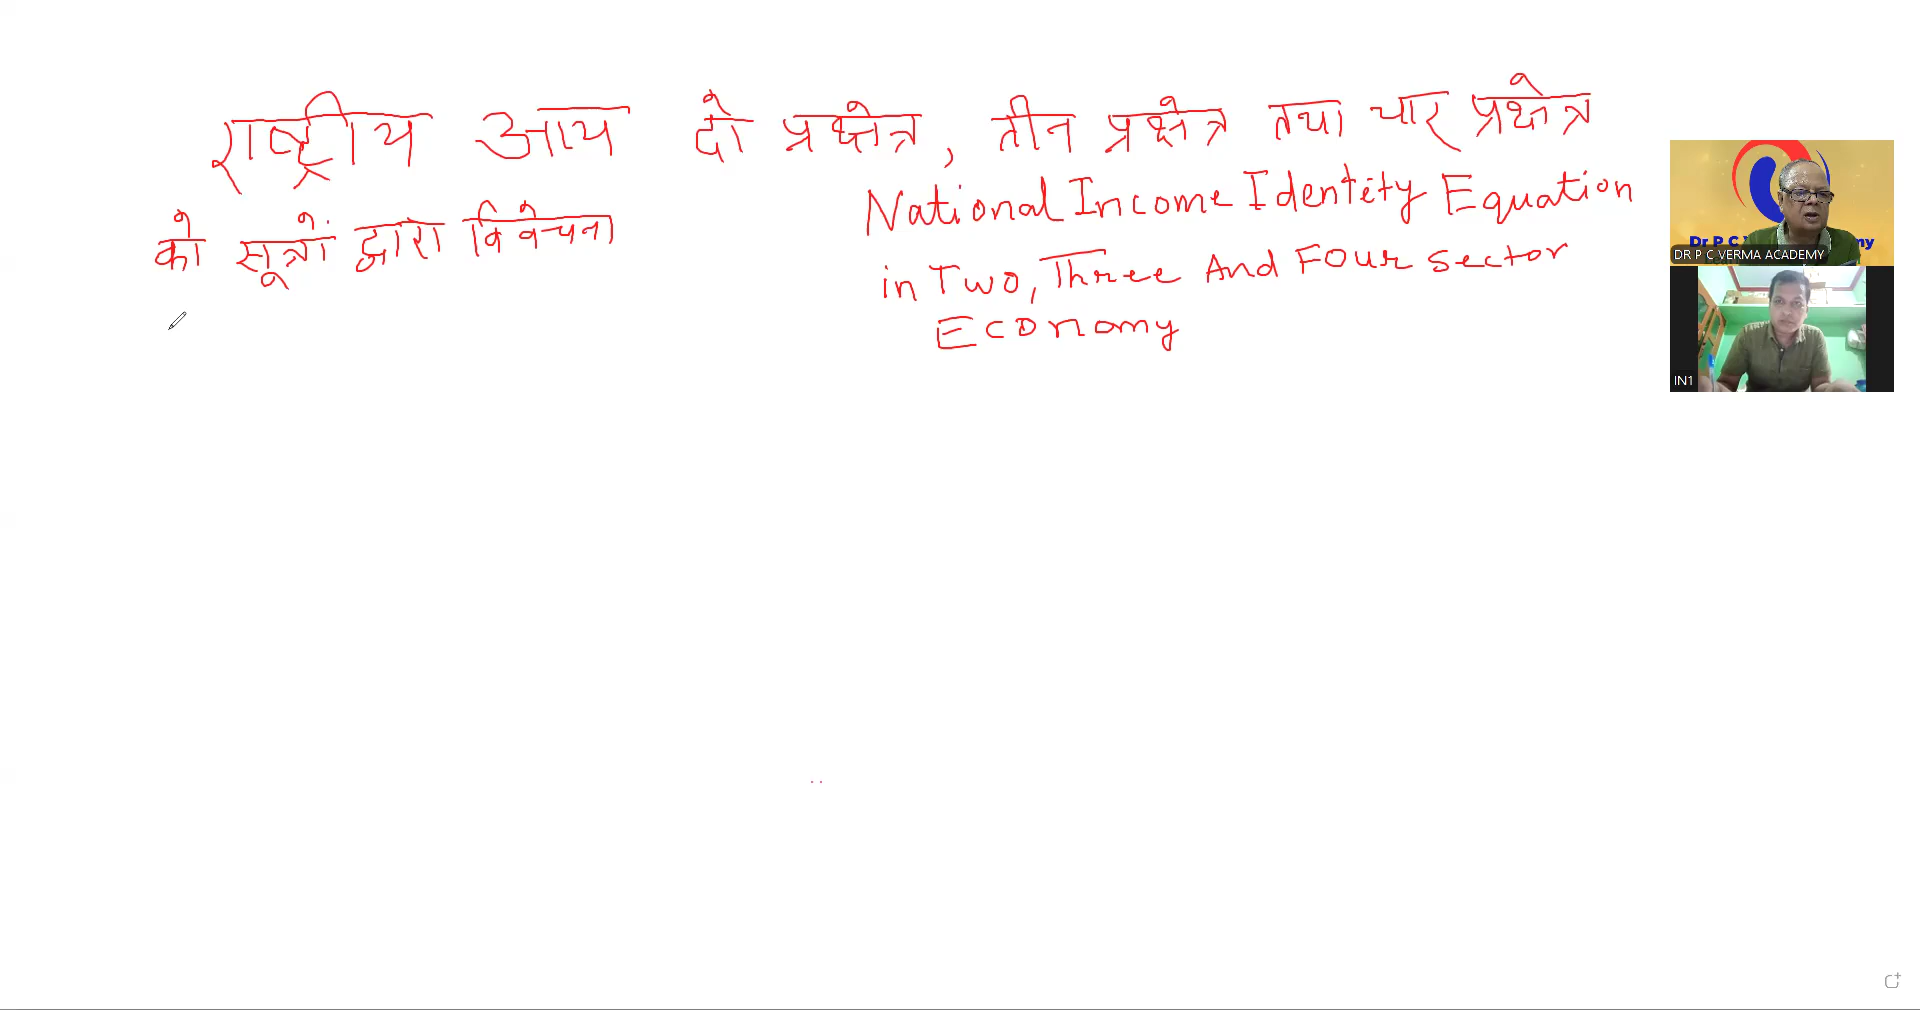 राष्ट्रीय आय दो प्रक्षेत्र, तीन प्रक्षेत्र तथा चार प्रक्षेत्र
को सूत्रों द्वारा विवेचना
National Income Identity Equation
in Two, Three And Four Sector
Economy
DR P C VERMA ACADEMY
IN1